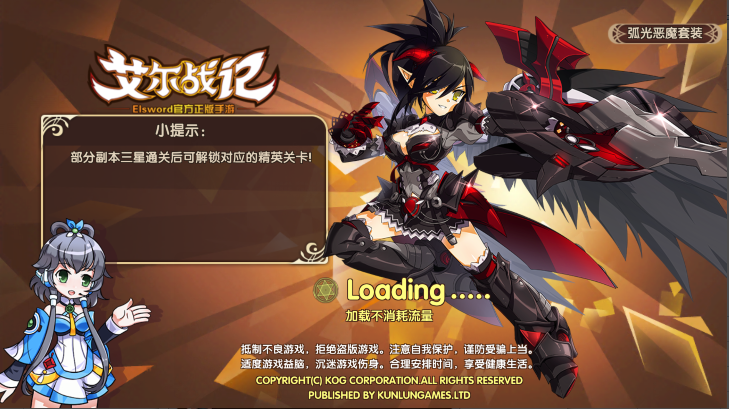 弧光恶魔套装
艾尔战记
Elsword官方正版手游
小提示:
部分副本三星通关后可解锁对应的精英关卡!
Loading .....
加载不消耗流量
抵制不良游戏，拒绝盗版游戏。注意自我保护，谨防受骗上当。
适度游戏益脑，沉迷游戏伤身。合理安排时间，享受健康生活。
COPYRIGHT(C) KOG CORPORATION ALL RIGHTS RESERVED
PUBLISHED BY KUNLUNGAMES.LTD